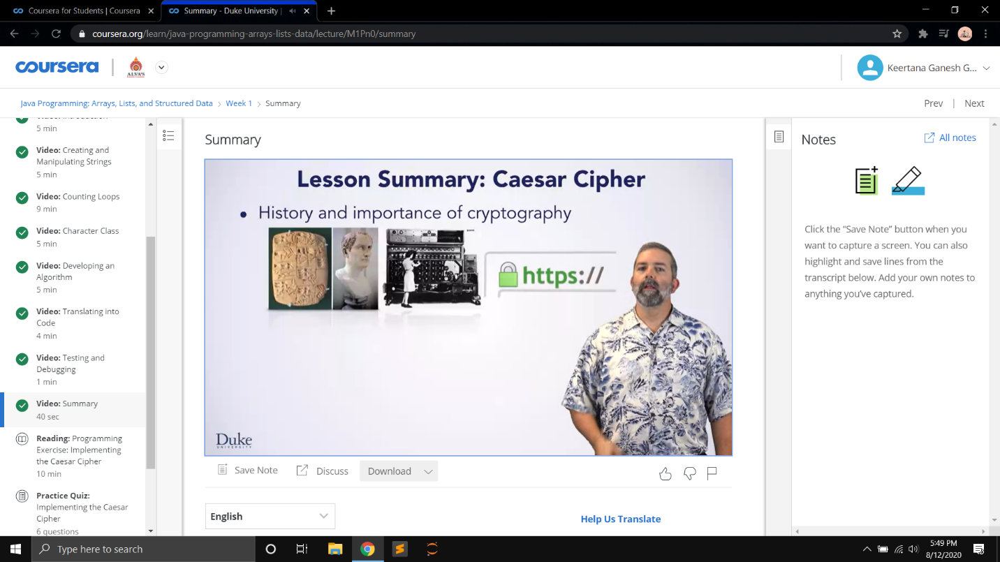 Coursera for Students | Coursera
Summary - Duke University |
coursera.org/learn/java-programming-arrays-lists-data/lecture/M1Pn0/summary
coursera
ALVA'S
Keertana Ganesh G...
Java Programming: Arrays, Lists, and Structured Data > Week 1 > Summary
Prev | Next
5 min
Video: Creating and
Manipulating Strings
5 min
Video: Counting Loops
9 min
Video: Character Class
5 min
Video: Developing an
Algorithm
5 min
Video: Translating into
Code
4 min
Video: Testing and
Debugging
1 min
Video: Summary
40 sec
Reading: Programming
Exercise: Implementing
the Caesar Cipher
10 min
Practice Quiz:
Implementing the Caesar
Cipher
6 questions
Summary
Lesson Summary: Caesar Cipher
• History and importance of cryptography
https://
Duke
UNIVERSITY
Save Note
Discuss
Download
English
Help Us Translate
Notes
All notes
Click the “Save Note” button when you
want to capture a screen. You can also
highlight and save lines from the
transcript below. Add your own notes to
anything you’ve captured.
Type here to search
5:49 PM
8/12/2020